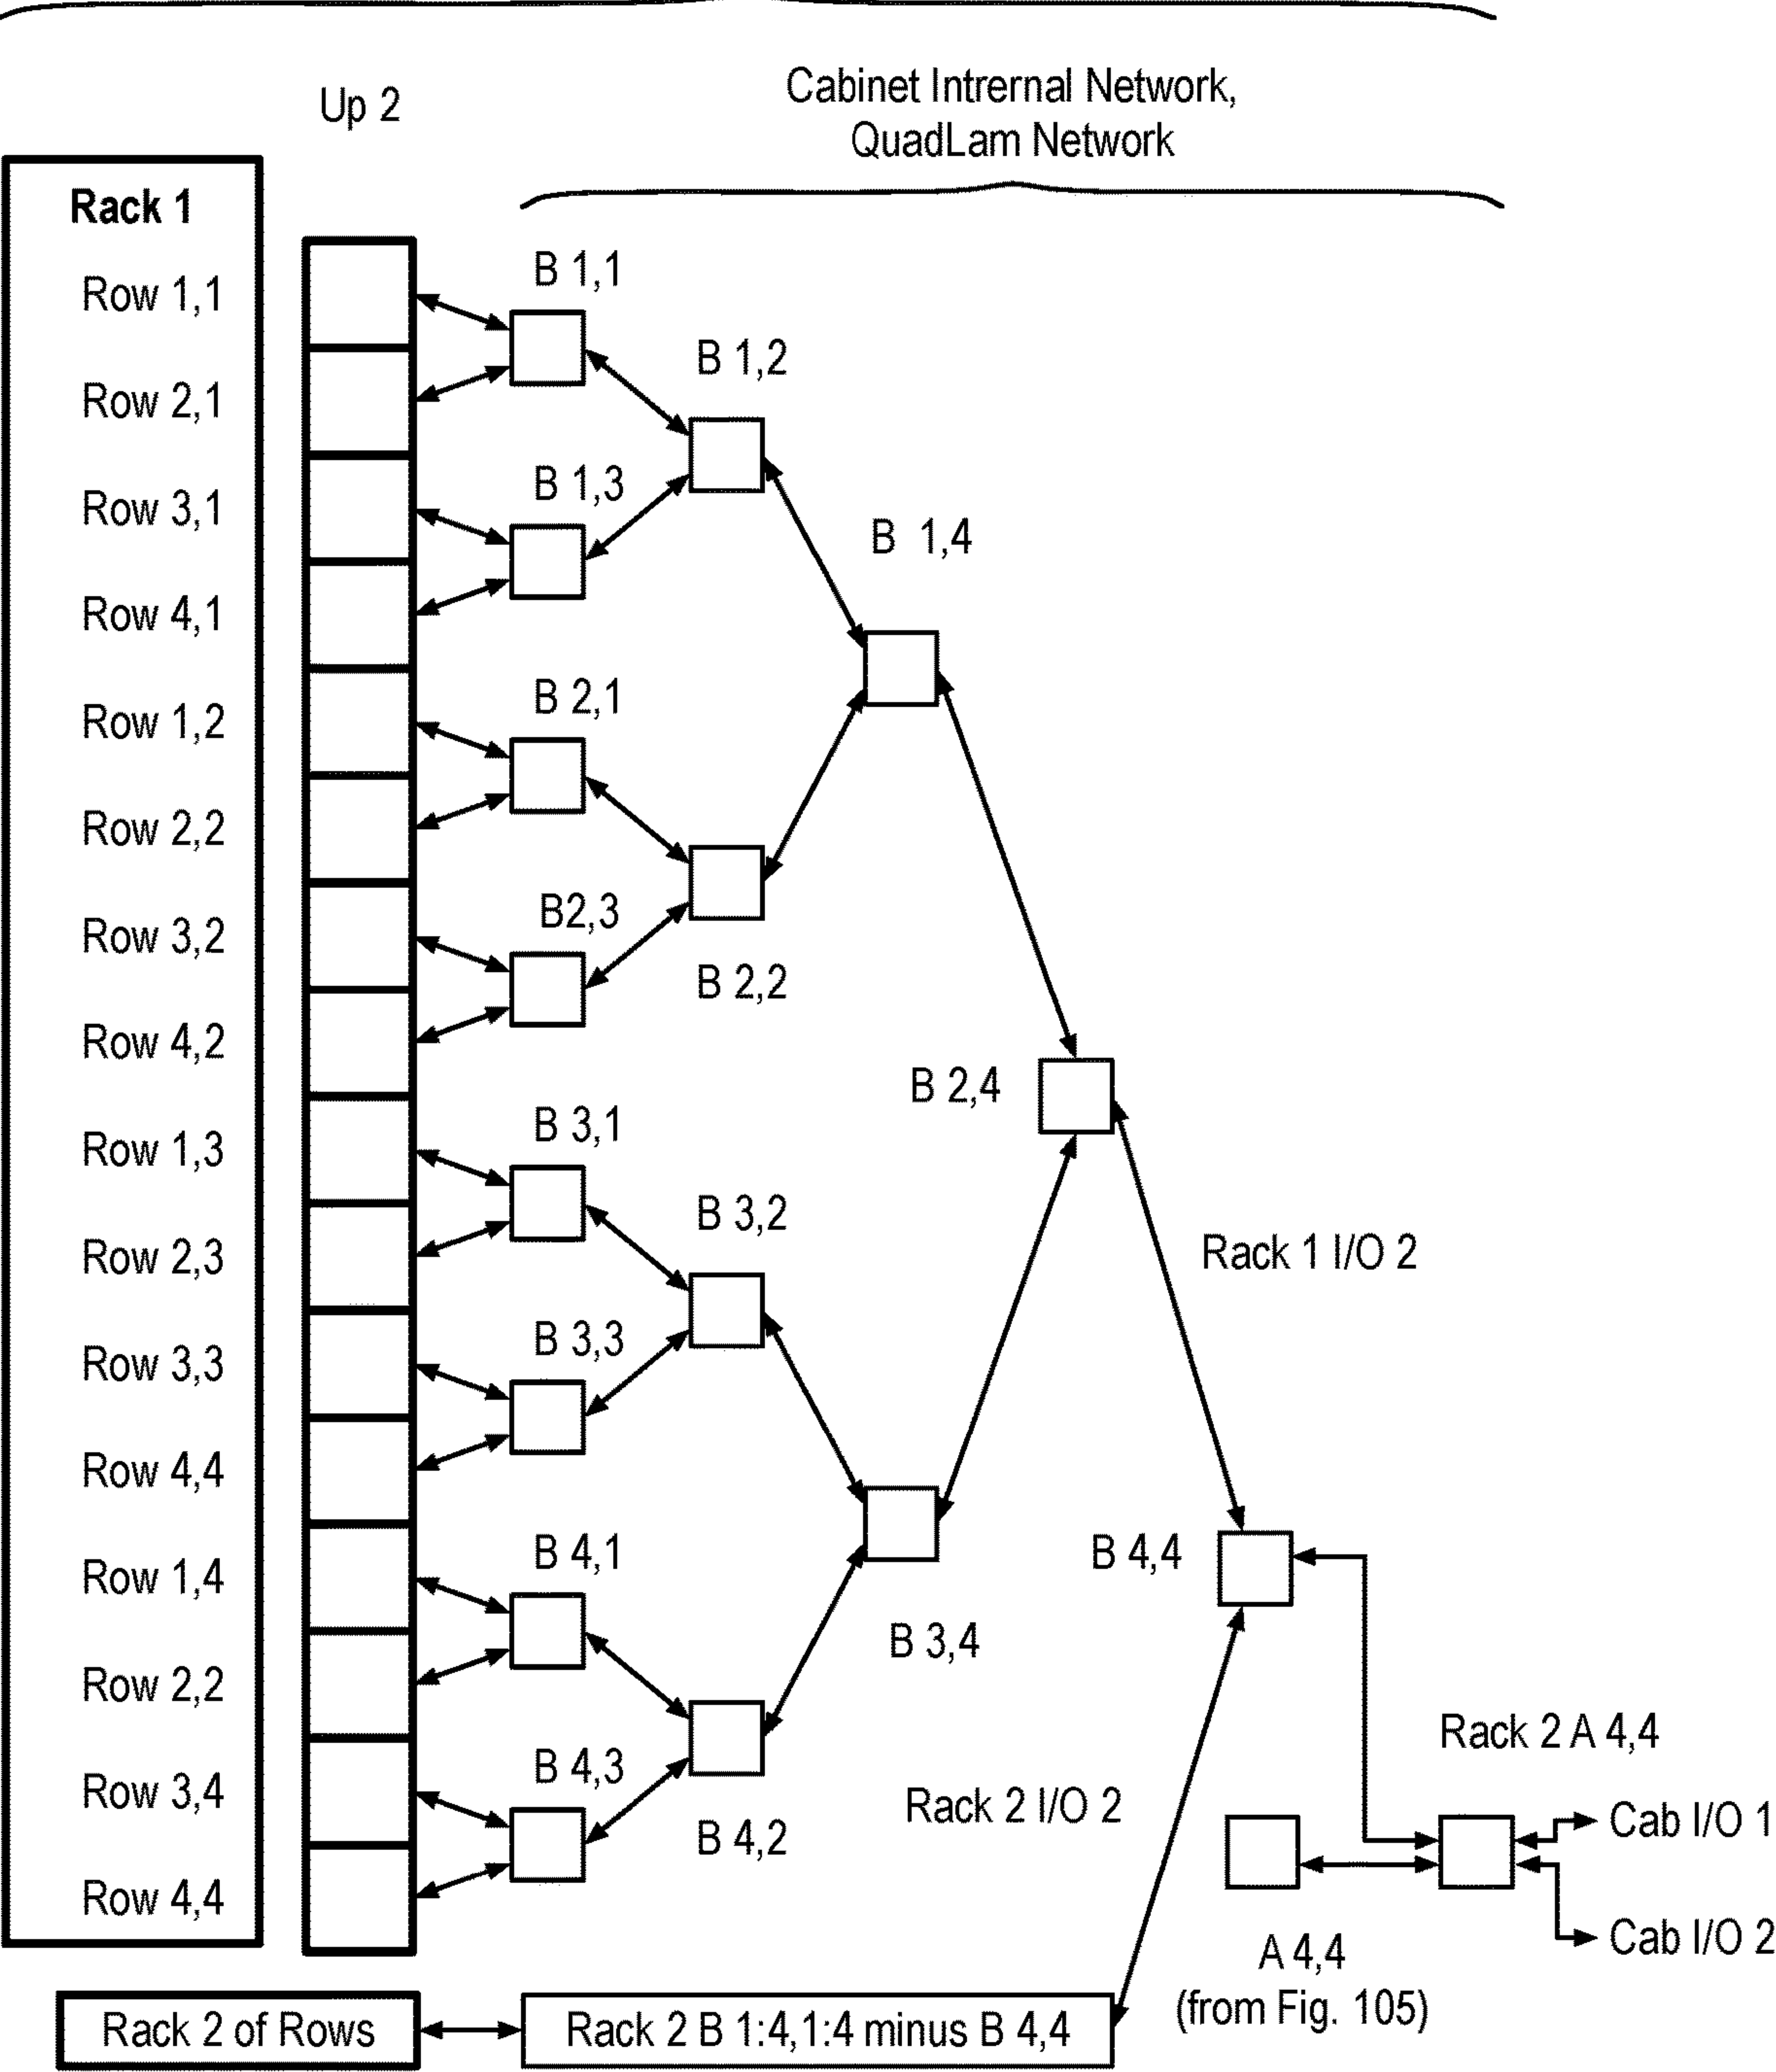 Cabinet Intrernal Network,
QuadLam Network
Up 2
Rack 1
Row 1,1
Row 2,1
Row 3,1
Row 4,1
Row 1,2
Row 2,2
Row 3,2
Row 4,2
Row 1,3
Row 2,3
Row 3,3
Row 4,4
Row 1,4
Row 2,2
Row 3,4
Row 4,4
B 1,1
B 1,2
B 1,3
B 1,4
B 2,1
B2,3
B 2,2
B 2,4
B 3,1
B 3,2
B 3,3
B 3,4
B 4,1
B 4,3
B 4,2
Rack 1 I/O 2
B 4,4
Rack 2 I/O 2
Rack 2 A 4,4
Cab I/O 1
Cab I/O 2
A 4,4
(from Fig. 105)
Rack 2 of Rows
Rack 2 B 1:4,1:4 minus B 4,4